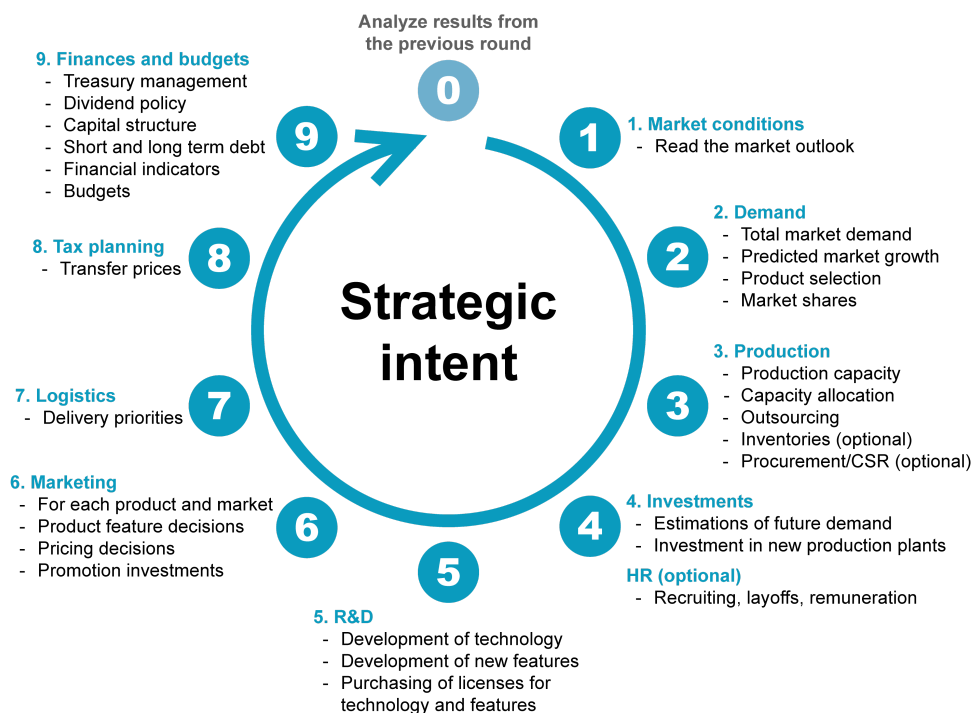 Analyze results from
the previous round
0
1
1. Market conditions
- Read the market outlook
2
2. Demand
- Total market demand
- Predicted market growth
- Product selection
- Market shares
3
3. Production
- Production capacity
- Capacity allocation
- Outsourcing
- Inventories (optional)
- Procurement/CSR (optional)
4
4. Investments
- Estimations of future demand
- Investment in new production plants
HR (optional)
- Recruiting, layoffs, remuneration
5
5. R&D
- Development of technology
- Development of new features
- Purchasing of licenses for
technology and features
6
6. Marketing
- For each product and market
- Product feature decisions
- Pricing decisions
- Promotion investments
7
7. Logistics
- Delivery priorities
8
8. Tax planning
- Transfer prices
9
9. Finances and budgets
- Treasury management
- Dividend policy
- Capital structure
- Short and long term debt
- Financial indicators
- Budgets
Strategic
intent